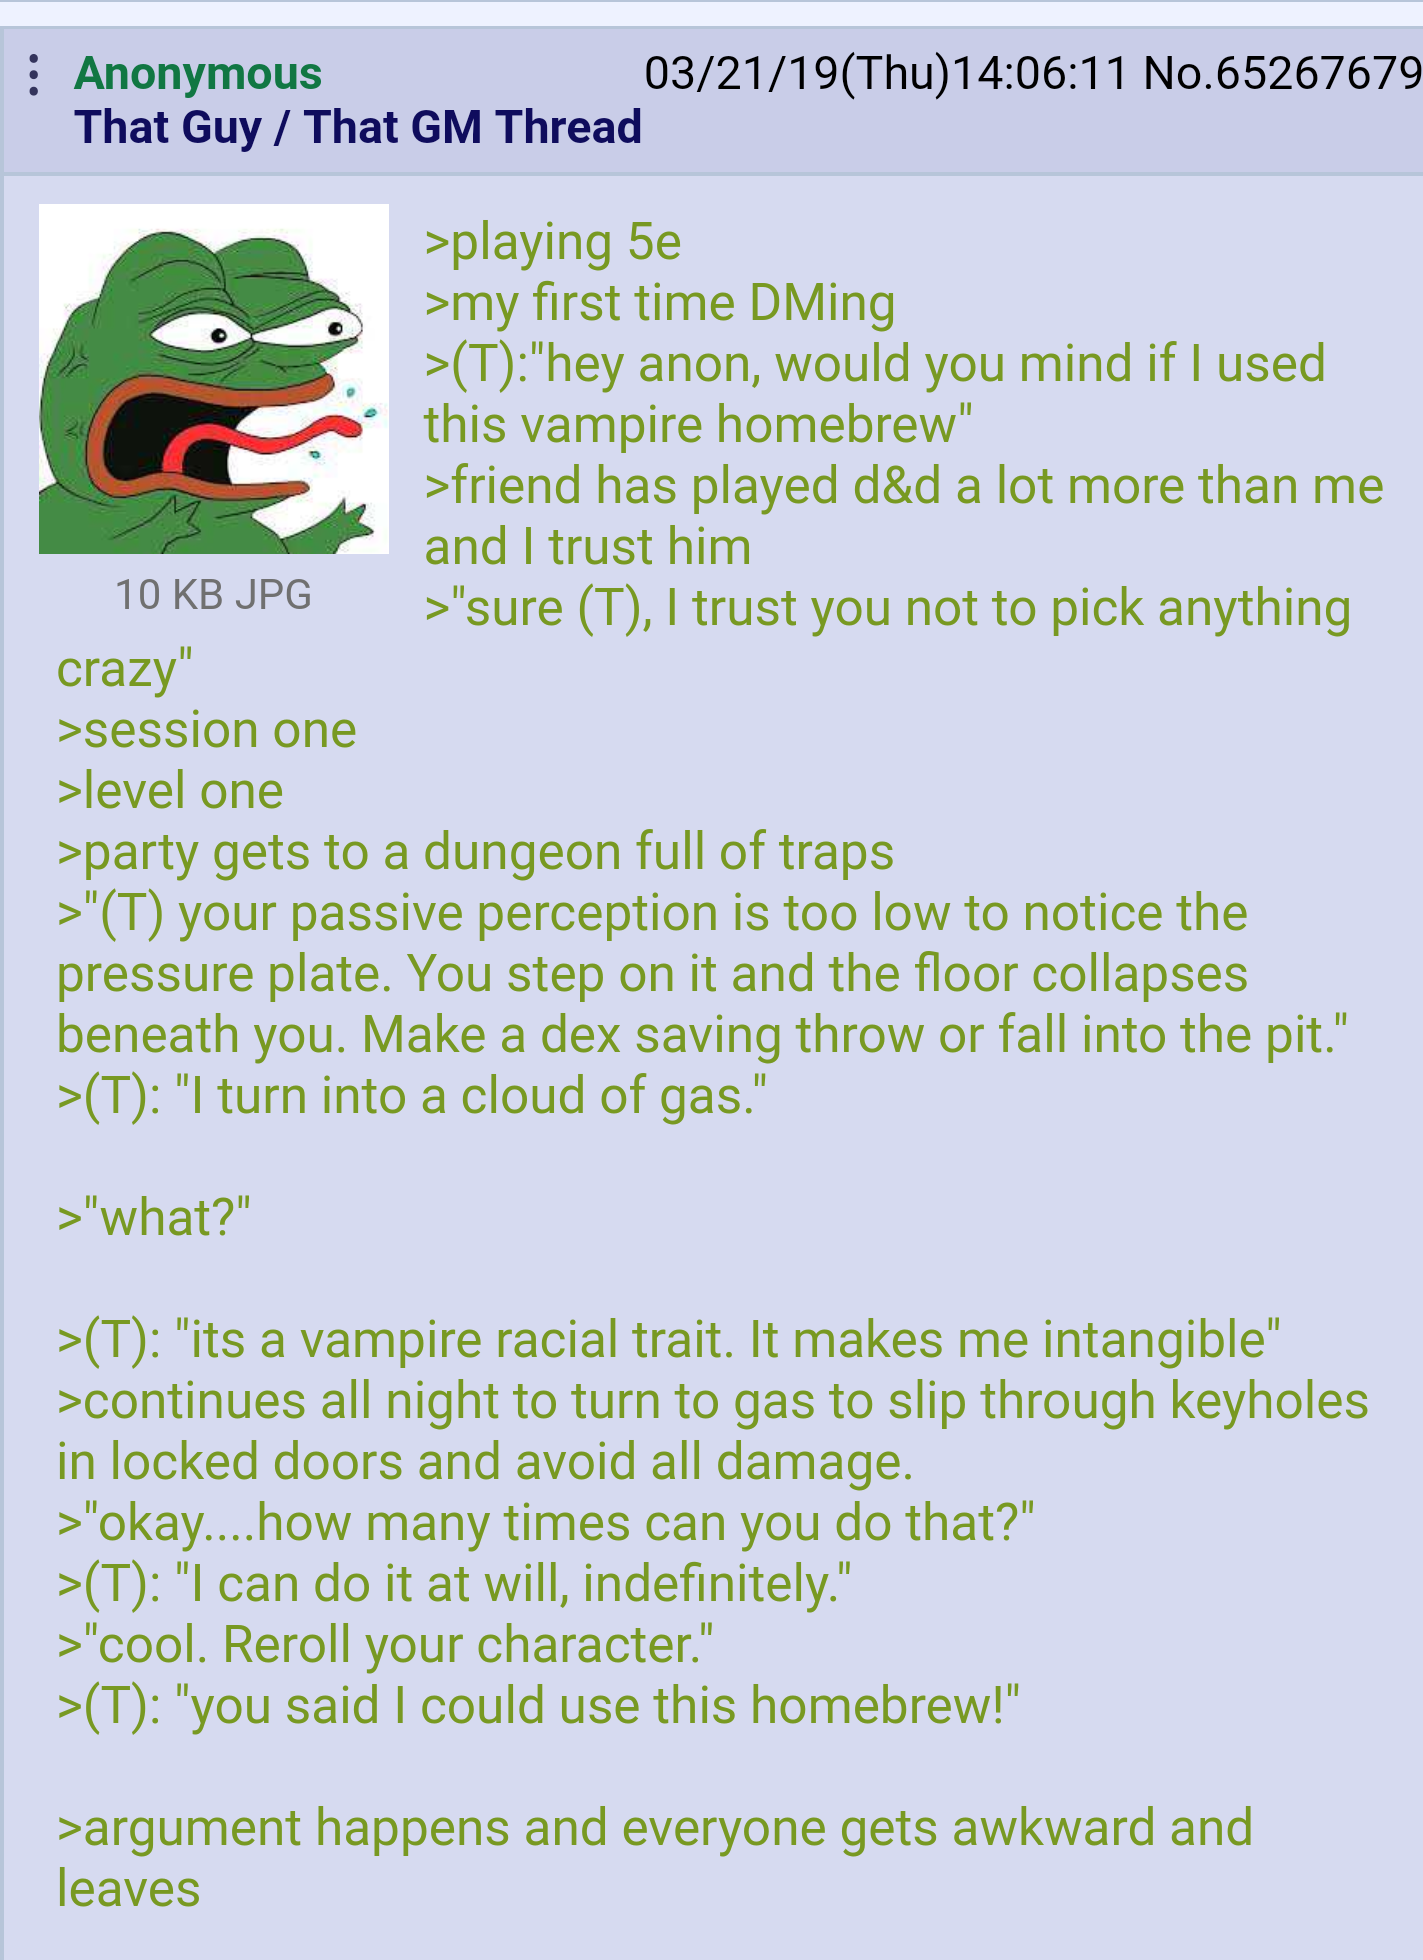 Anonymous 03/21/19(Thu)14:06:11 No.65267679
That Guy / That GM Thread
>playing 5e
>my first time DMing
>(T):"hey anon, would you mind if I used
this vampire homebrew"
>friend has played d&d a lot more than me
and I trust him
10 KB JPG
>"sure (T), I trust you not to pick anything
crazy"
>session one
>level one
>party gets to a dungeon full of traps
>"(T) your passive perception is too low to notice the
pressure plate. You step on it and the floor collapses
beneath you. Make a dex saving throw or fall into the pit."
>(T): "I turn into a cloud of gas."
>"what?"
>(T): "its a vampire racial trait. It makes me intangible"
>continues all night to turn to gas to slip through keyholes
in locked doors and avoid all damage.
>"okay....how many times can you do that?"
>(T): "I can do it at will, indefinitely."
>"cool. Reroll your character."
>(T): "you said I could use this homebrew!"
>argument happens and everyone gets awkward and
leaves